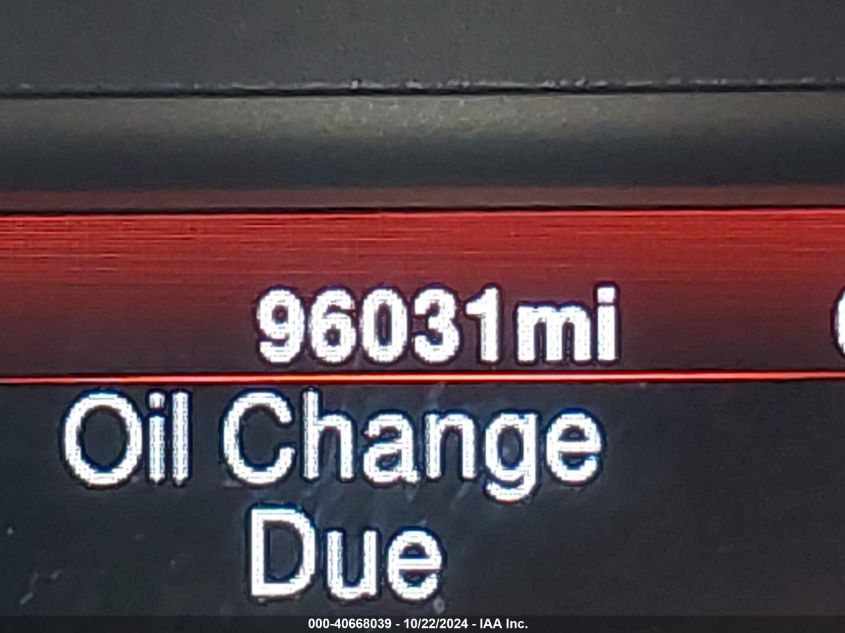 96031mi
Oil Change
Due
000-40668039 - 10/22/2024 - IAA Inc.